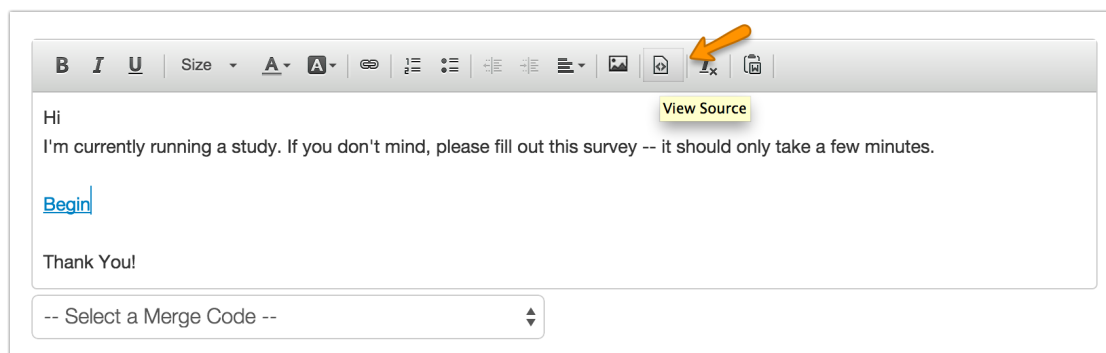 B I U Size A A
View Source
Hi
I'm currently running a study. If you don't mind, please fill out this survey -- it should only take a few minutes.
Begin
Thank You!
-- Select a Merge Code --